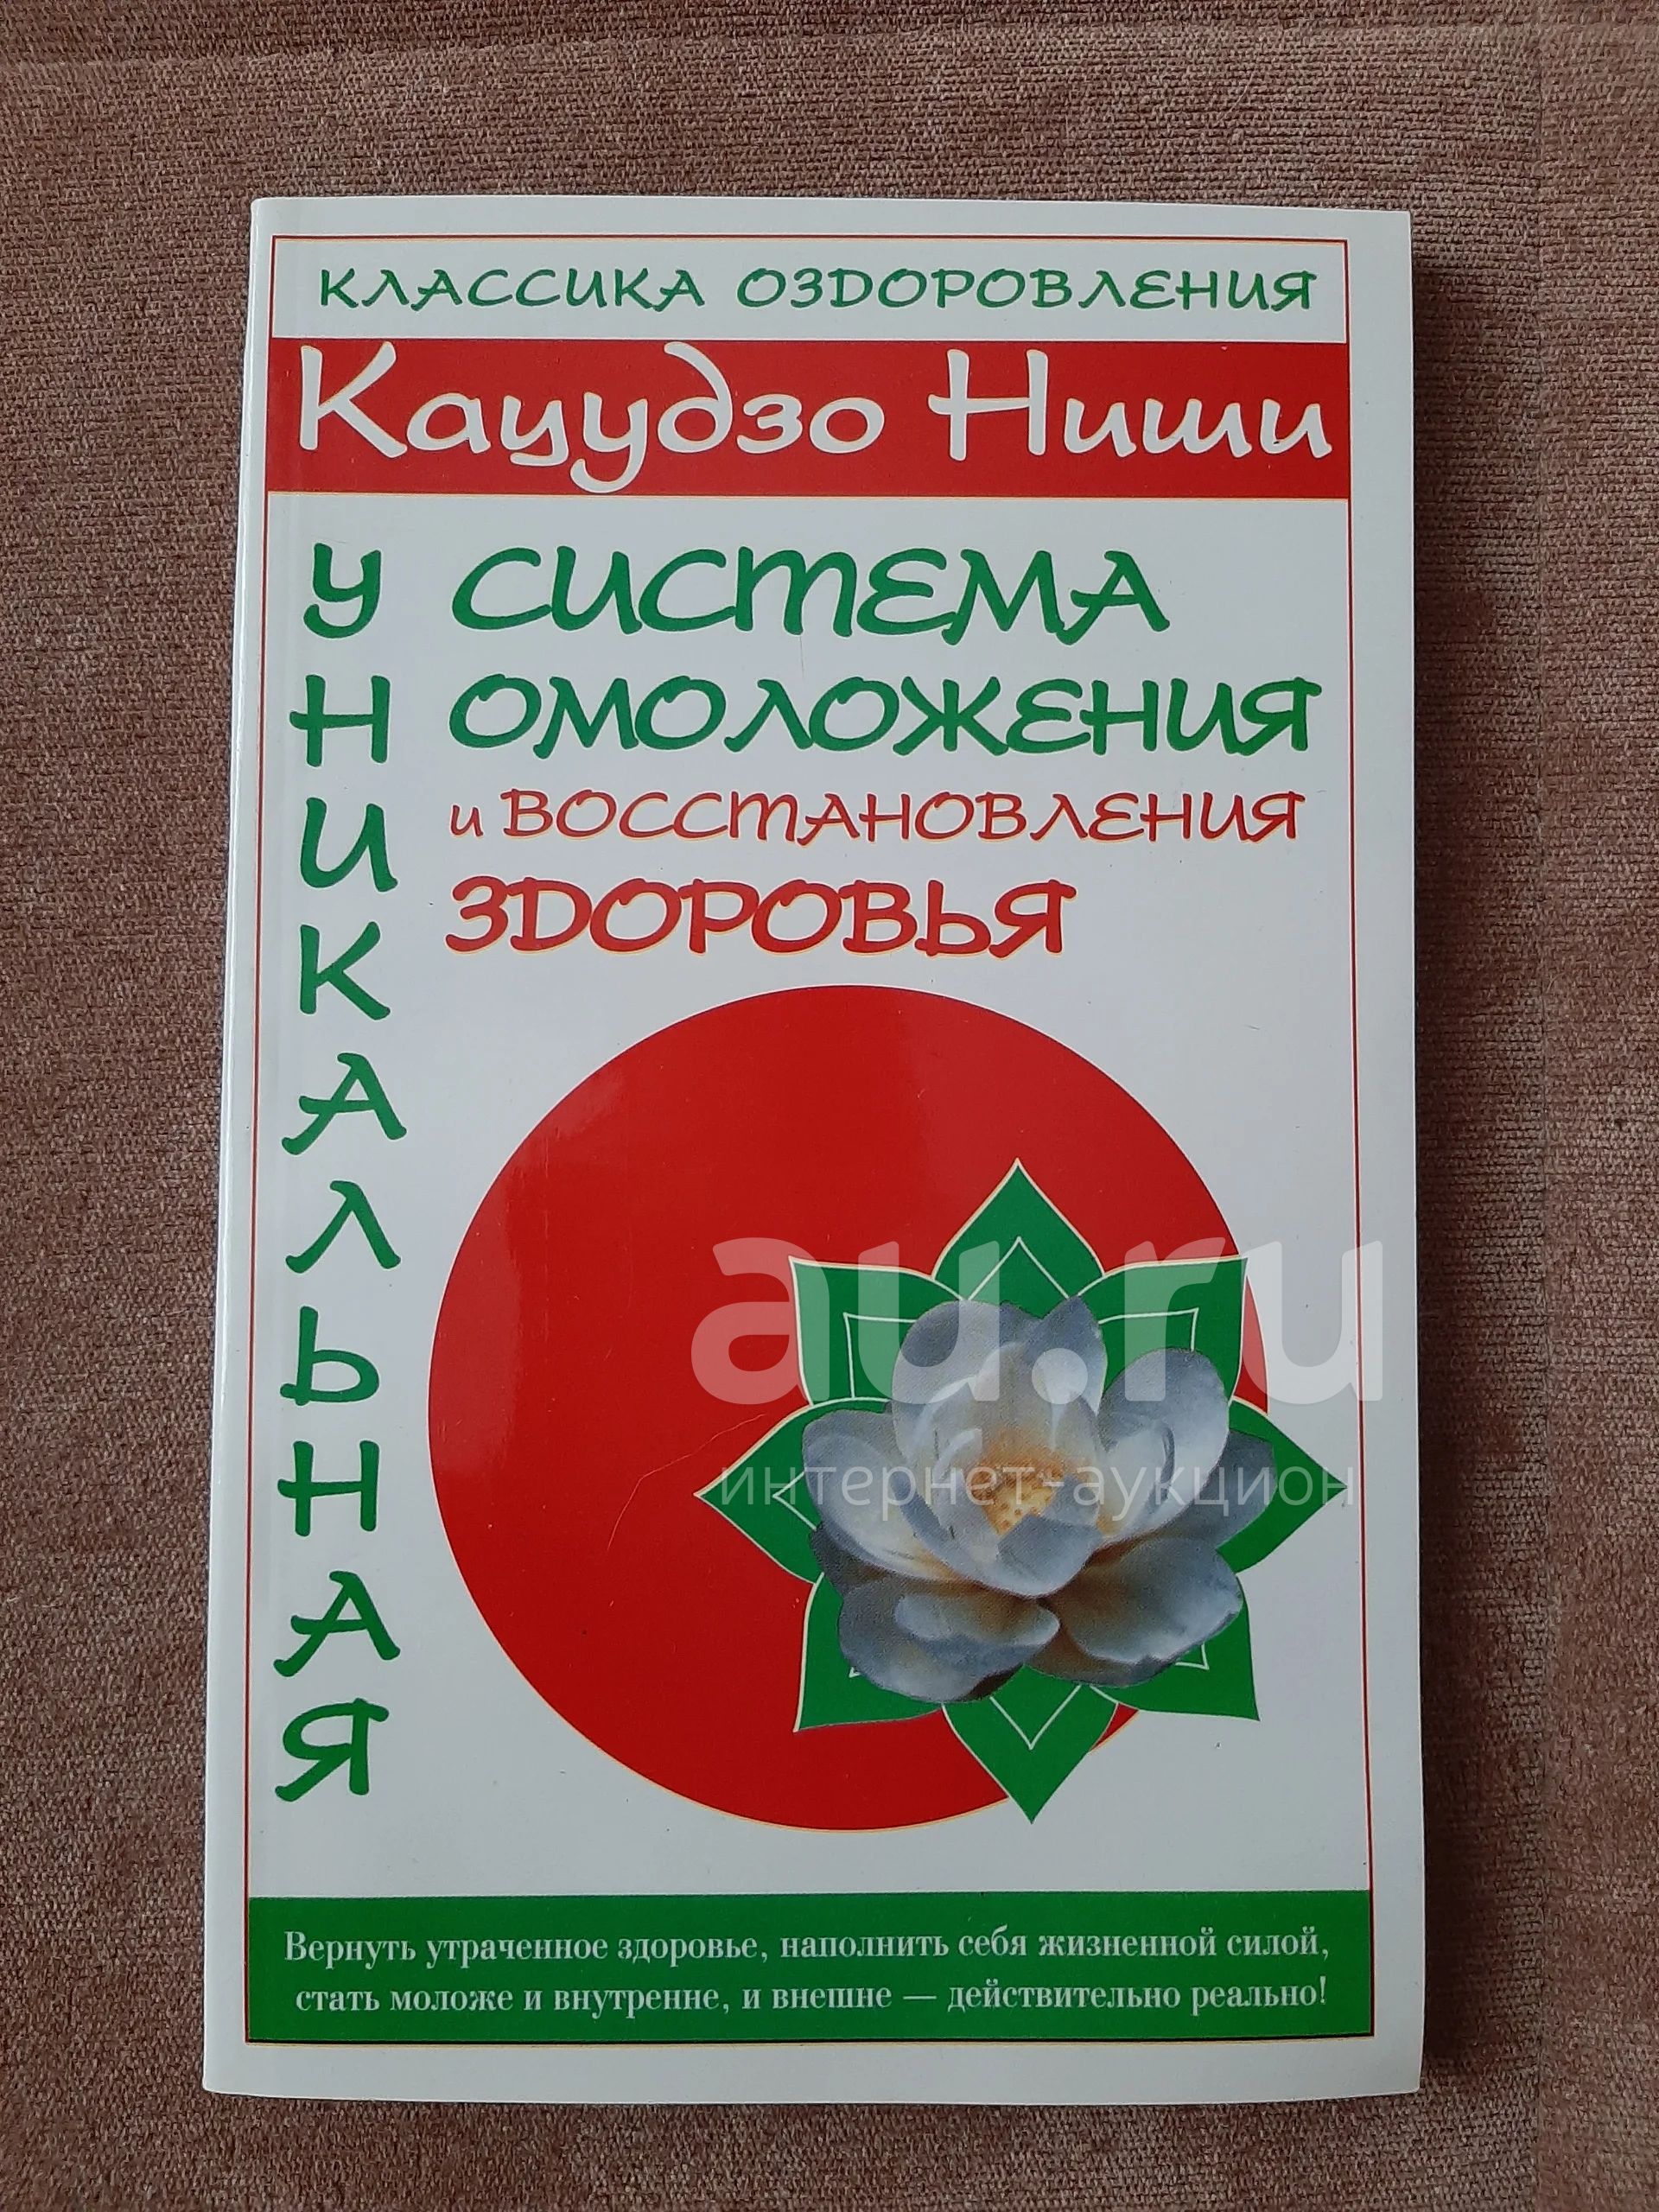 КЛАССИКА ОЗДОРОВЛЕНИЯ
Кацудзо Ниши
УНИКАЛЬНАЯ
СИСТЕМА
ОМОЛОЖЕНИЯ
и ВОССТАНОВЛЕНИЯ
ЗДОРОВЬЯ
au.ru
интернет-аукцион
Вернуть утраченное здоровье, наполнить себя жизненной силой,
стать моложе и внутренне, и внешне — действительно реально!